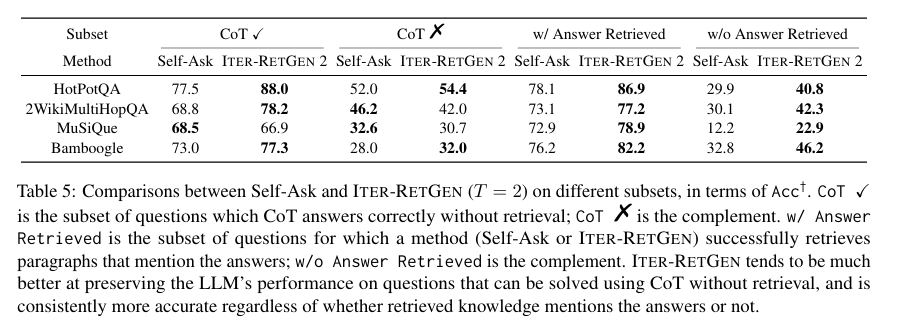 Subset CoT ✓ CoT ✗ w/ Answer Retrieved w/o Answer Retrieved
Method Self-Ask ITER-RETGEN 2 Self-Ask ITER-RETGEN 2 Self-Ask ITER-RETGEN 2 Self-Ask ITER-RETGEN 2
HotPotQA 77.5 88.0 52.0 54.4 78.1 86.9 29.9 40.8
2WikiMultiHopQA 68.8 78.2 46.2 42.0 73.1 77.2 30.1 42.3
MuSiQue 68.5 66.9 32.6 30.7 72.9 78.9 12.2 22.9
Bamboogle 73.0 77.3 28.0 32.0 76.2 82.2 32.8 46.2
Table 5: Comparisons between Self-Ask and ITER-RETGEN (T = 2) on different subsets, in terms of Acc†. CoT ✓
is the subset of questions which CoT answers correctly without retrieval; CoT ✗ is the complement. w/ Answer
Retrieved is the subset of questions for which a method (Self-Ask or ITER-RETGEN) successfully retrieves
paragraphs that mention the answers; w/o Answer Retrieved is the complement. ITER-RETGEN tends to be much
better at preserving the LLM's performance on questions that can be solved using CoT without retrieval, and is
consistently more accurate regardless of whether retrieved knowledge mentions the answers or not.